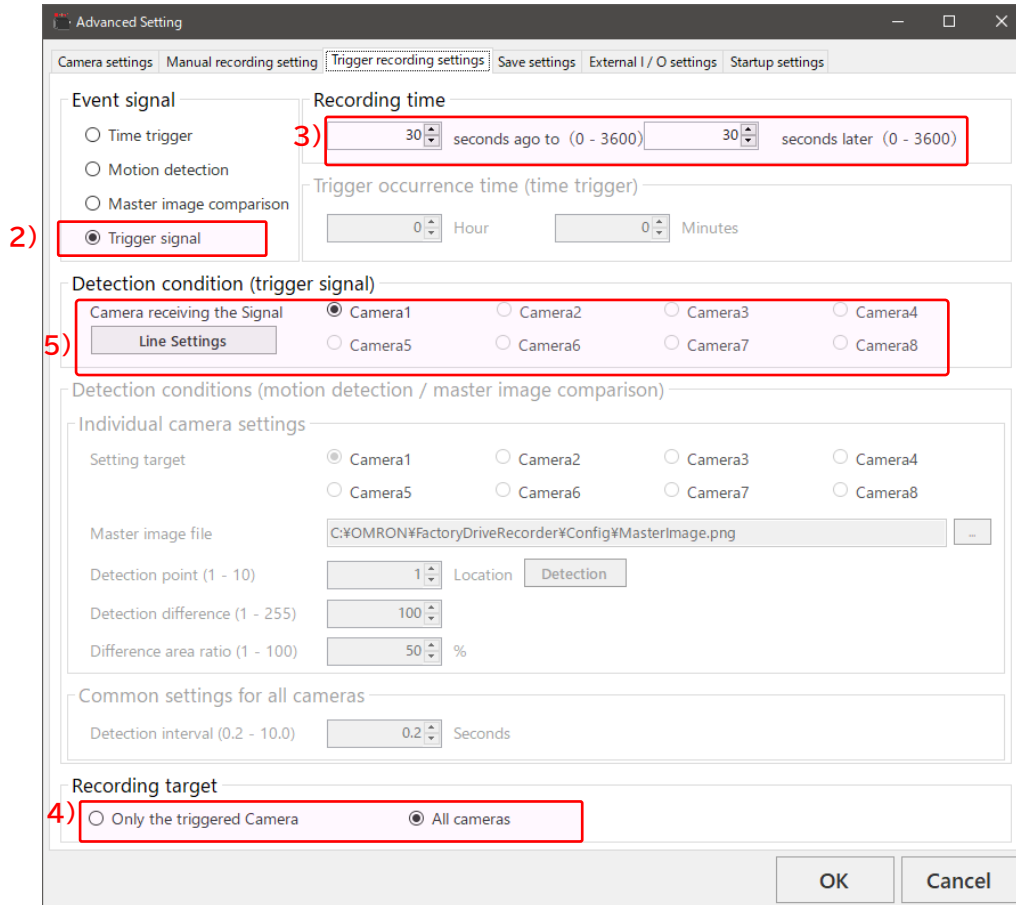 Advanced Setting
Camera settings Manual recording setting Trigger recording settings Save settings External I / O settings Startup settings
Event signal
Time trigger
Motion detection
Master image comparison
2) Trigger signal
Recording time
3) 30 seconds ago to (0 - 3600) 30 seconds later (0 - 3600)
Trigger occurrence time (time trigger)
0 Hour 0 Minutes
Detection condition (trigger signal)
Camera receiving the Signal Camera1 Camera2 Camera3 Camera4
5) Line Settings Camera5 Camera6 Camera7 Camera8
Detection conditions (motion detection / master image comparison)
Individual camera settings
Setting target Camera1 Camera2 Camera3 Camera4
Camera5 Camera6 Camera7 Camera8
Master image file C:¥OMRON¥FactoryDriveRecorder¥Config¥MasterImage.png ...
Detection point (1 - 10) 1 Location Detection
Detection difference (1 - 255) 100
Difference area ratio (1 - 100) 50 %
Common settings for all cameras
Detection interval (0.2 - 10.0) 0.2 Seconds
Recording target
4) Only the triggered Camera All cameras
OK Cancel